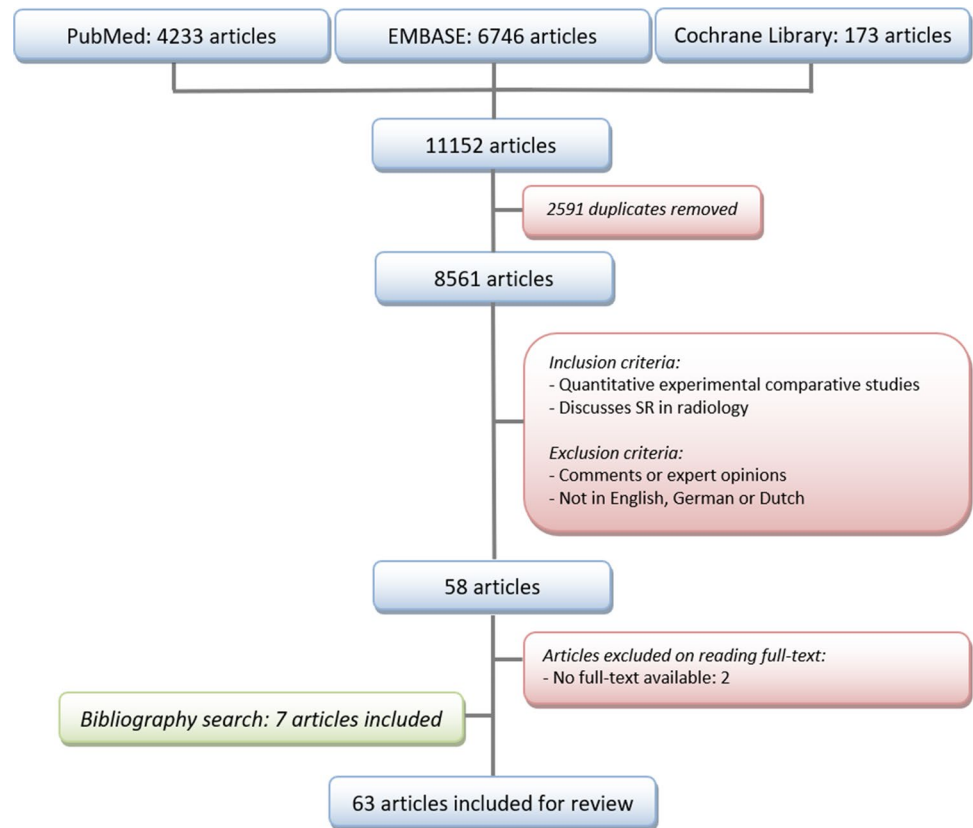 PubMed: 4233 articles
EMBASE: 6746 articles
Cochrane Library: 173 articles
11152 articles
2591 duplicates removed
8561 articles
Inclusion criteria:
- Quantitative experimental comparative studies
- Discusses SR in radiology
Exclusion criteria:
- Comments or expert opinions
- Not in English, German or Dutch
58 articles
Articles excluded on reading full-text:
- No full-text available: 2
Bibliography search: 7 articles included
63 articles included for review